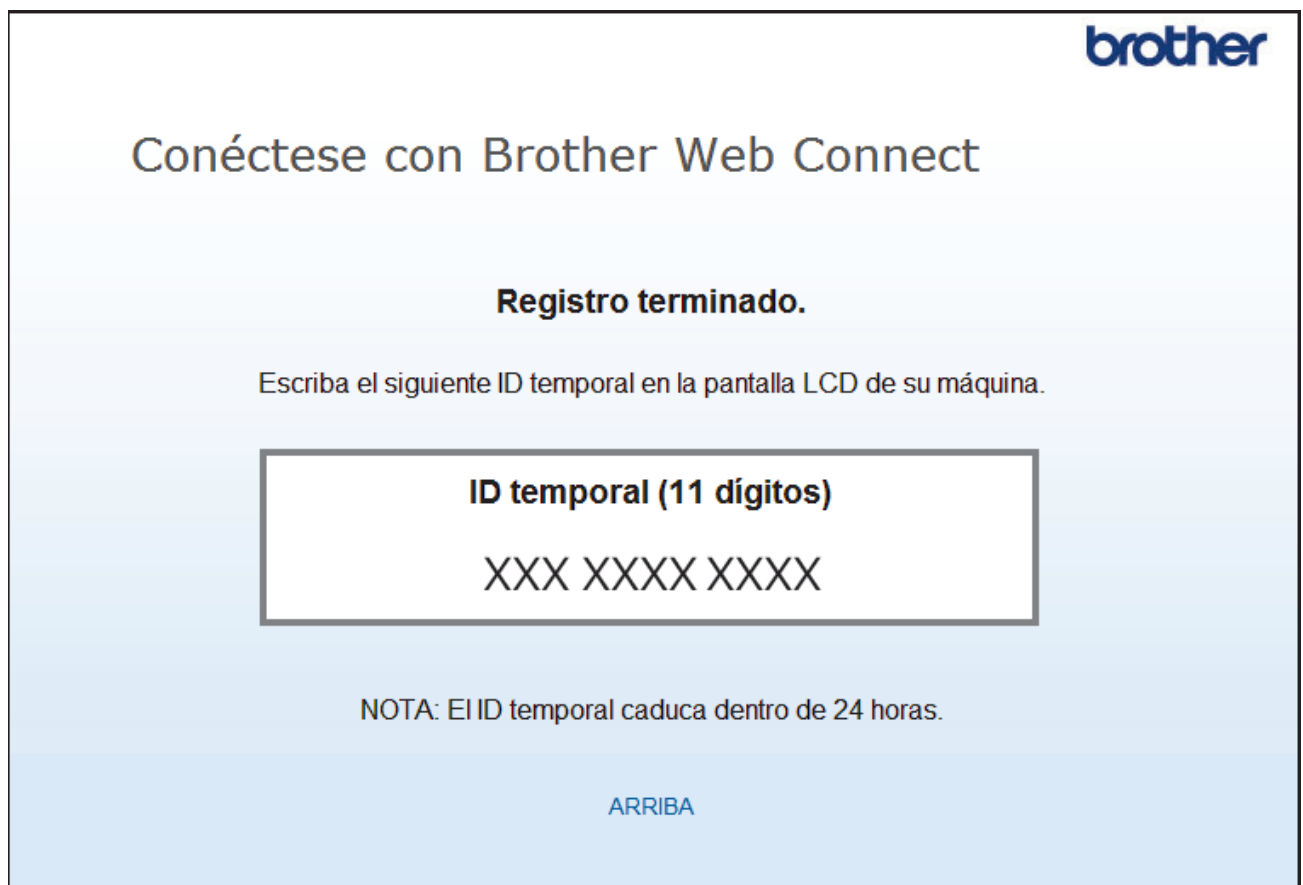 brother
Conéctese con Brother Web Connect
Registro terminado.
Escriba el siguiente ID temporal en la pantalla LCD de su máquina.
ID temporal (11 dígitos)
XXX XXXX XXXX
NOTA: El ID temporal caduca dentro de 24 horas.
ARRIBA